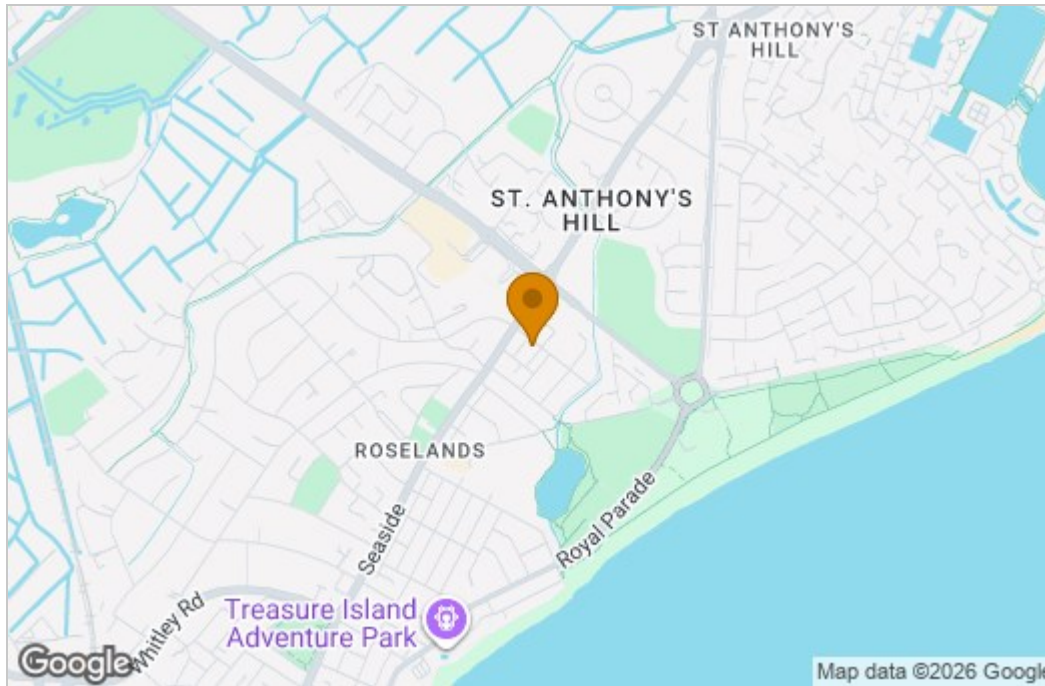 ST ANTHONY'S
HILL
ST. ANTHONY'S
HILL
ROSELANDS
Seaside
Royal Parade
Whitley Rd
Treasure Island
Adventure Park
Google
Map data ©2026 Google